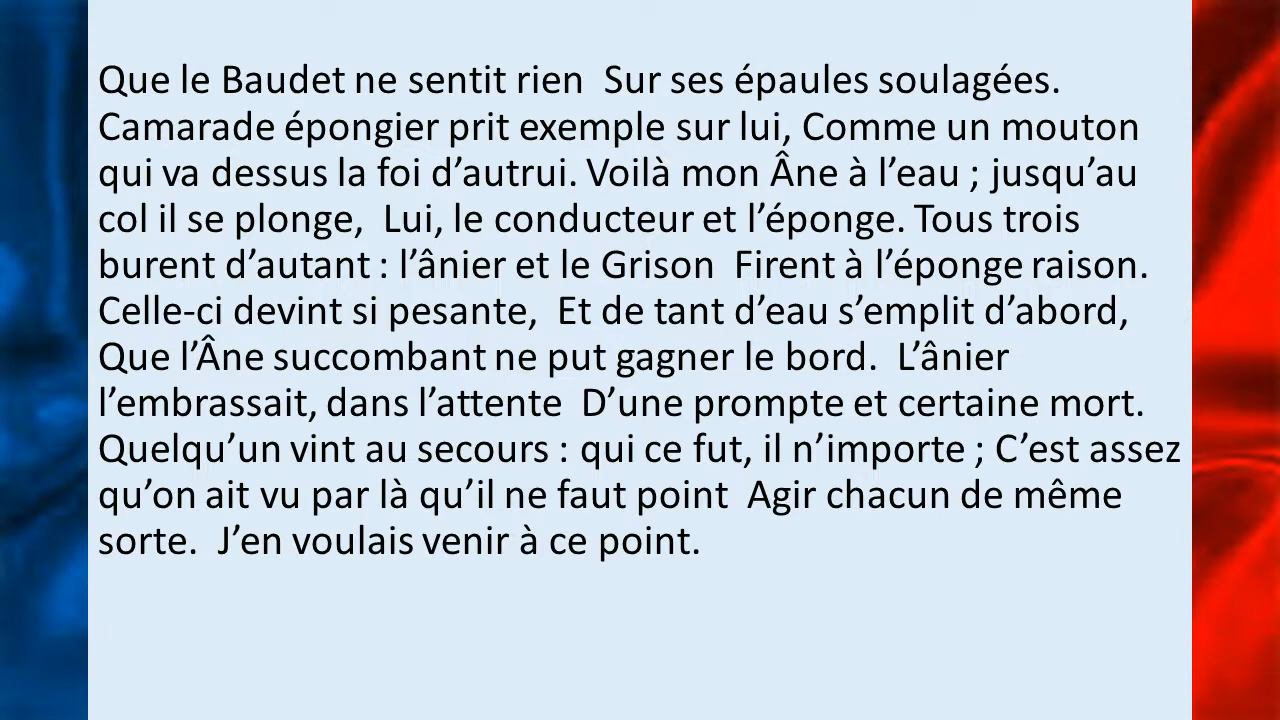 Que le Baudet ne sentit rien  Sur ses épaules soulagées.
Camarade épongier prit exemple sur lui, Comme un mouton
qui va dessus la foi d’autrui. Voilà mon Âne à l’eau ; jusqu’au
col il se plonge,  Lui, le conducteur et l’éponge. Tous trois
burent d’autant : l’ânier et le Grison  Firent à l’éponge raison.
Celle-ci devint si pesante,  Et de tant d’eau s’emplit d’abord,
Que l’Âne succombant ne put gagner le bord.  L’ânier
l’embrassait, dans l’attente  D’une prompte et certaine mort.
Quelqu’un vint au secours : qui ce fut, il n’importe ; C’est assez
qu’on ait vu par là qu’il ne faut point  Agir chacun de même
sorte.  J’en voulais venir à ce point.